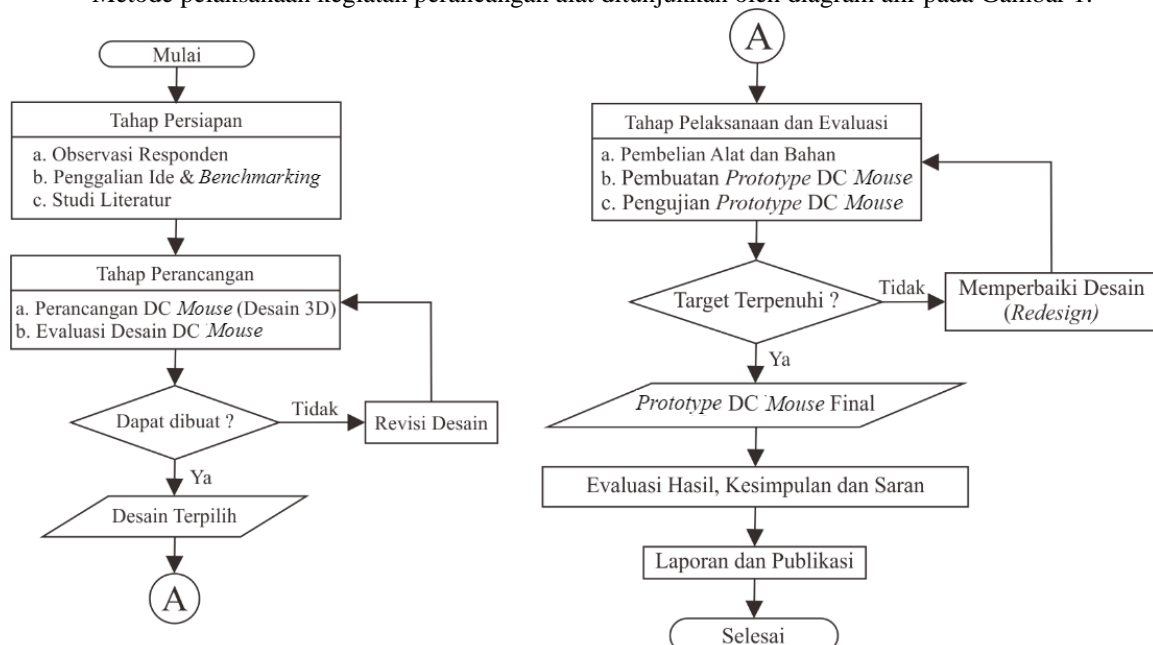 Metode pelaksanaan kegiatan perancangan alat ditunjukkan oleh diagram alir pada Gambar 1.
Mulai
Tahap Persiapan
a. Observasi Responden
b. Penggalian Ide & Benchmarking
c. Studi Literatur
Tahap Perancangan
a. Perancangan DC Mouse (Desain 3D)
b. Evaluasi Desain DC Mouse
Dapat dibuat ?
Tidak
Revisi Desain
Ya
Desain Terpilih
A
A
Tahap Pelaksanaan dan Evaluasi
a. Pembelian Alat dan Bahan
b. Pembuatan Prototype DC Mouse
c. Pengujian Prototype DC Mouse
Target Terpenuhi ?
Tidak
Memperbaiki Desain
(Redesign)
Ya
Prototype DC Mouse Final
Evaluasi Hasil, Kesimpulan dan Saran
Laporan dan Publikasi
Selesai